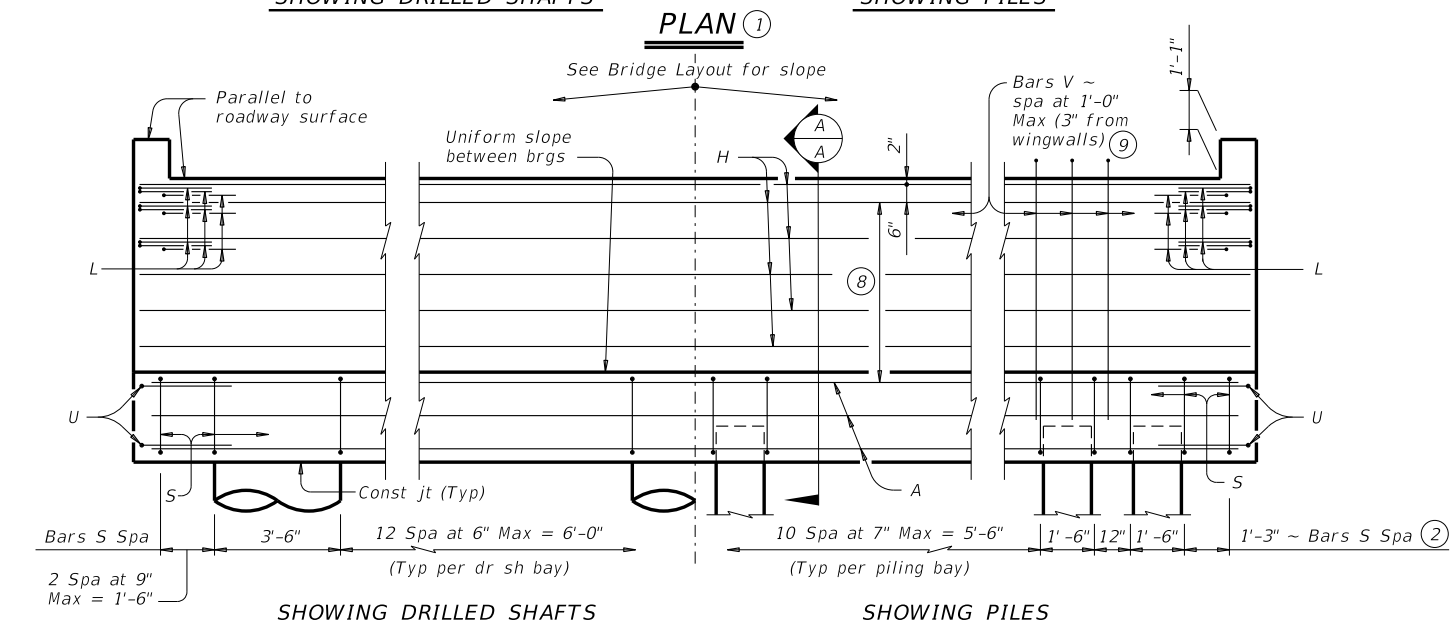 SHOWING DRILLED SHAFTS
SHOWING PILES
PLAN 1
See Bridge Layout for slope
1'-1"
Parallel to
roadway surface
Uniform slope
between brgs
H
A
A
2"
6"
Bars V ~
spa at 1'-0"
Max (3" from
wingwalls) 9
L
8
L
U
U
S
Const jt (Typ)
A
S
Bars S Spa
3'-6"
12 Spa at 6" Max = 6'-0"
10 Spa at 7" Max = 5'-6"
1'-6"
12"
1'-6"
1'-3" ~ Bars S Spa 2
(Typ per dr sh bay)
(Typ per piling bay)
2 Spa at 9"
Max = 1'-6"
SHOWING DRILLED SHAFTS
SHOWING PILES